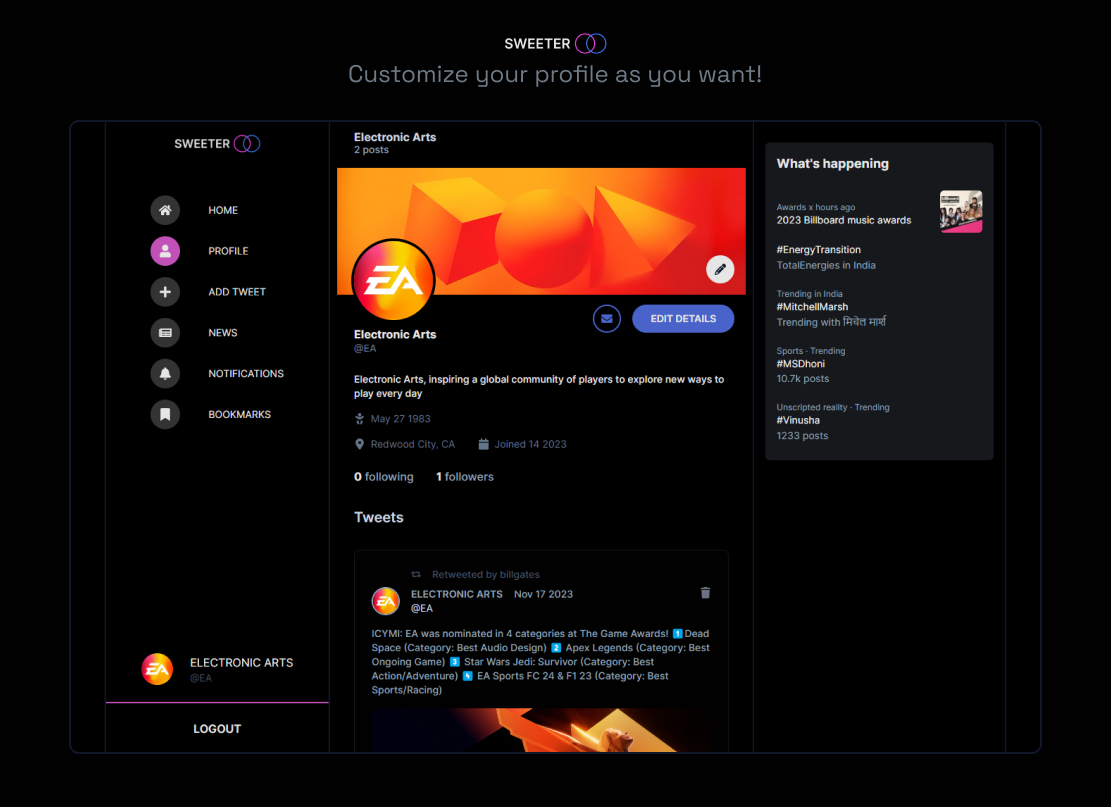 SWEETER
Customize your profile as you want!
SWEETER
HOME
PROFILE
ADD TWEET
NEWS
NOTIFICATIONS
BOOKMARKS
ELECTRONIC ARTS
@EA
LOGOUT
Electronic Arts
2 posts
EA
EDIT DETAILS
Electronic Arts
@EA
Electronic Arts, inspiring a global community of players to explore new ways to
play every day
May 27 1983
Redwood City, CA Joined 14 2023
0 following 1 followers
Tweets
Retweeted by billgates
ELECTRONIC ARTS Nov 17 2023
@EA
ICYMI: EA was nominated in 4 categories at The Game Awards! 1️⃣ Dead
Space (Category: Best Audio Design) 2️⃣ Apex Legends (Category: Best
Ongoing Game) 3️⃣ Star Wars Jedi: Survivor (Category: Best
Action/Adventure) 4️⃣ EA Sports FC 24 & F1 23 (Category: Best
Sports/Racing)
What's happening
Awards x hours ago
2023 Billboard music awards
#EnergyTransition
TotalEnergies in India
Trending in India
#MitchellMarsh
Trending with मिचेल मार्श
Sports · Trending
#MSDhoni
10.7k posts
Unscripted reality · Trending
#Vinusha
1233 posts